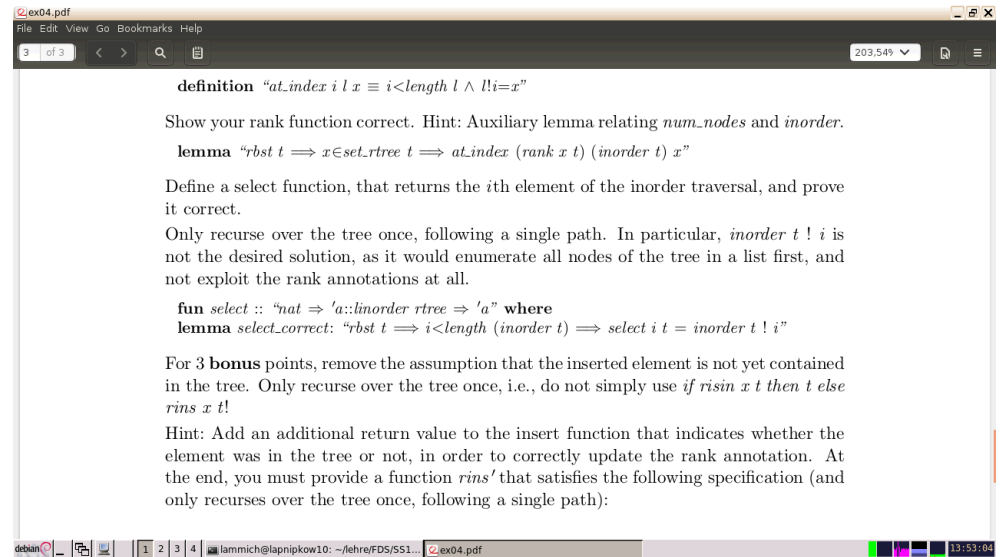 ex04.pdf
File Edit View Go Bookmarks Help
3 of 3 203,54%
definition “at_index i l x ≡ i<length l ∧ l!i=x”
Show your rank function correct. Hint: Auxiliary lemma relating num_nodes and inorder.
lemma “rbst t ⟹ x∈set_rtree t ⟹ at_index (rank x t) (inorder t) x”
Define a select function, that returns the ith element of the inorder traversal, and prove
it correct.
Only recurse over the tree once, following a single path. In particular, inorder t ! i is
not the desired solution, as it would enumerate all nodes of the tree in a list first, and
not exploit the rank annotations at all.
fun select :: “nat ⇒ 'a::linorder rtree ⇒ 'a” where
lemma select_correct: “rbst t ⟹ i<length (inorder t) ⟹ select i t = inorder t ! i”
For 3 bonus points, remove the assumption that the inserted element is not yet contained
in the tree. Only recurse over the tree once, i.e., do not simply use if risin x t then t else
rins x t!
Hint: Add an additional return value to the insert function that indicates whether the
element was in the tree or not, in order to correctly update the rank annotation. At
the end, you must provide a function rins' that satisfies the following specification (and
only recurses over the tree once, following a single path):
debian 1 2 3 4 lammich@lapnipkow10: ~/lehre/FDS/SS1... ex04.pdf 13:53:04